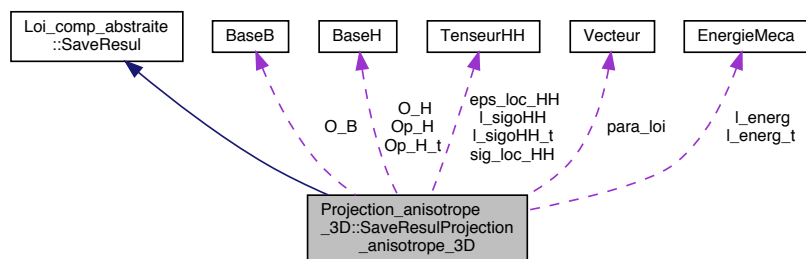 Loi_comp_abstraite
::SaveResul
BaseB
BaseH
TenseurHH
Vecteur
EnergieMeca
O_B
O_H
Op_H
Op_H_t
eps_loc_HH
l_sigoHH
l_sigoHH_t
sig_loc_HH
para_loi
l_energ
l_energ_t
Projection_anisotrope
_3D::SaveResulProjection
_anisotrope_3D